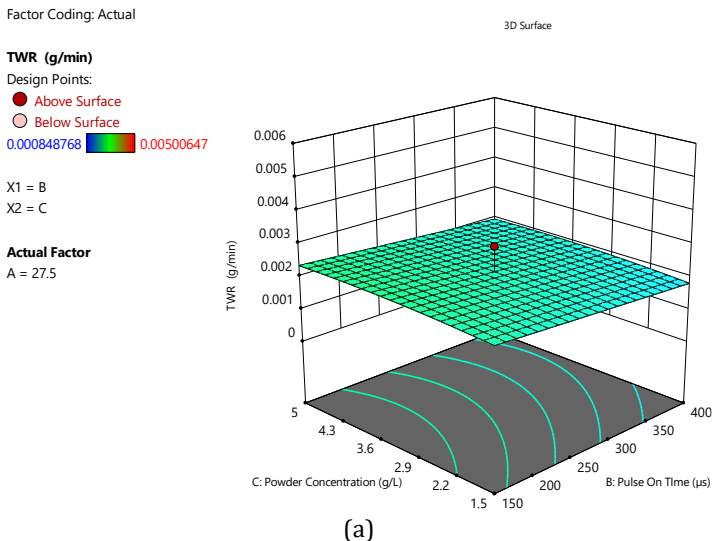 Factor Coding: Actual
3D Surface
TWR (g/min)
Design Points:
Above Surface
Below Surface
0.000848768 0.00500647
X1 = B
X2 = C
Actual Factor
A = 27.5
0.006
0.005
0.004
0.003
0.002
0.001
0
TWR (g/min)
5
4.3
3.6
2.9
2.2
1.5
C: Powder Concentration (g/L)
150
200
250
300
350
400
B: Pulse On TIme (µs)
(a)